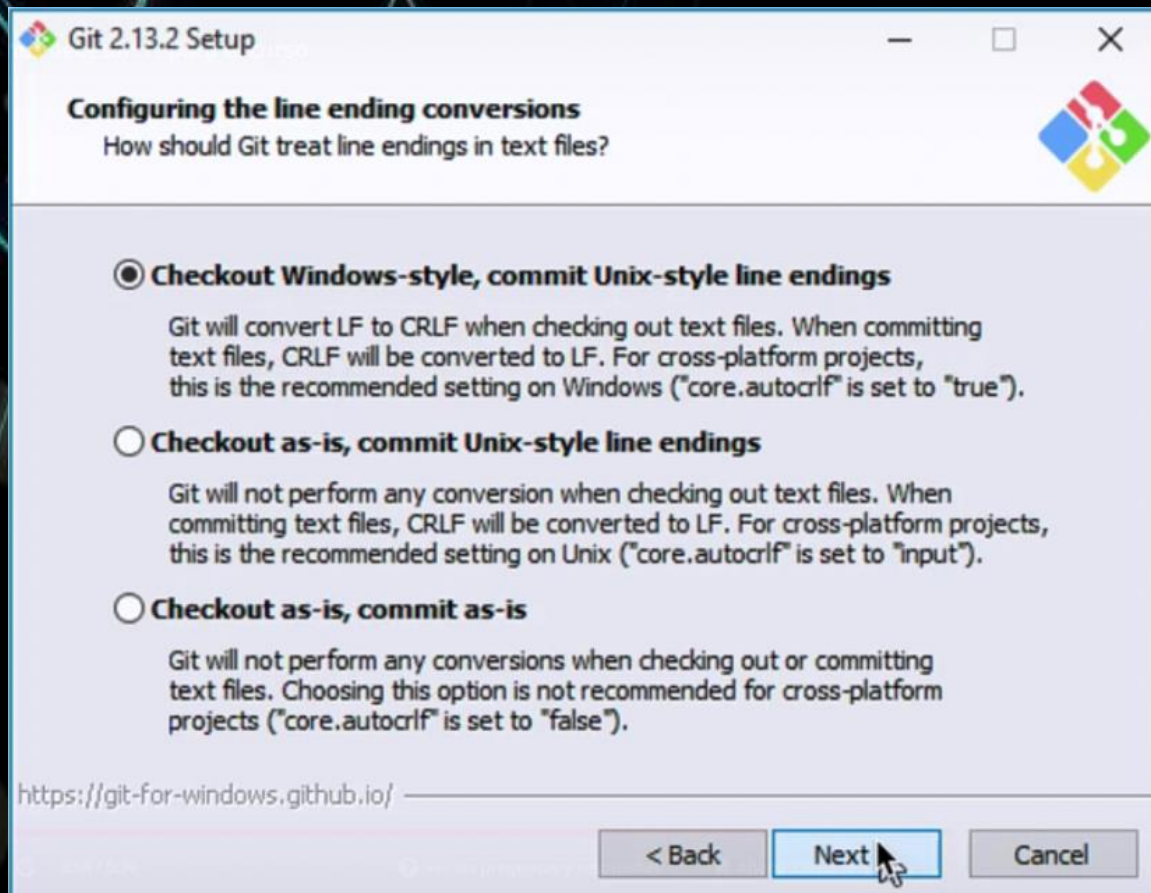 Git 2.13.2 Setup
Configuring the line ending conversions
How should Git treat line endings in text files?
Checkout Windows-style, commit Unix-style line endings
Git will convert LF to CRLF when checking out text files. When committing
text files, CRLF will be converted to LF. For cross-platform projects,
this is the recommended setting on Windows ("core.autocrlf" is set to "true").
Checkout as-is, commit Unix-style line endings
Git will not perform any conversion when checking out text files. When
committing text files, CRLF will be converted to LF. For cross-platform projects,
this is the recommended setting on Unix ("core.autocrlf" is set to "input").
Checkout as-is, commit as-is
Git will not perform any conversions when checking out or committing
text files. Choosing this option is not recommended for cross-platform
projects ("core.autocrlf" is set to "false").
https://git-for-windows.github.io/
< Back Next Cancel